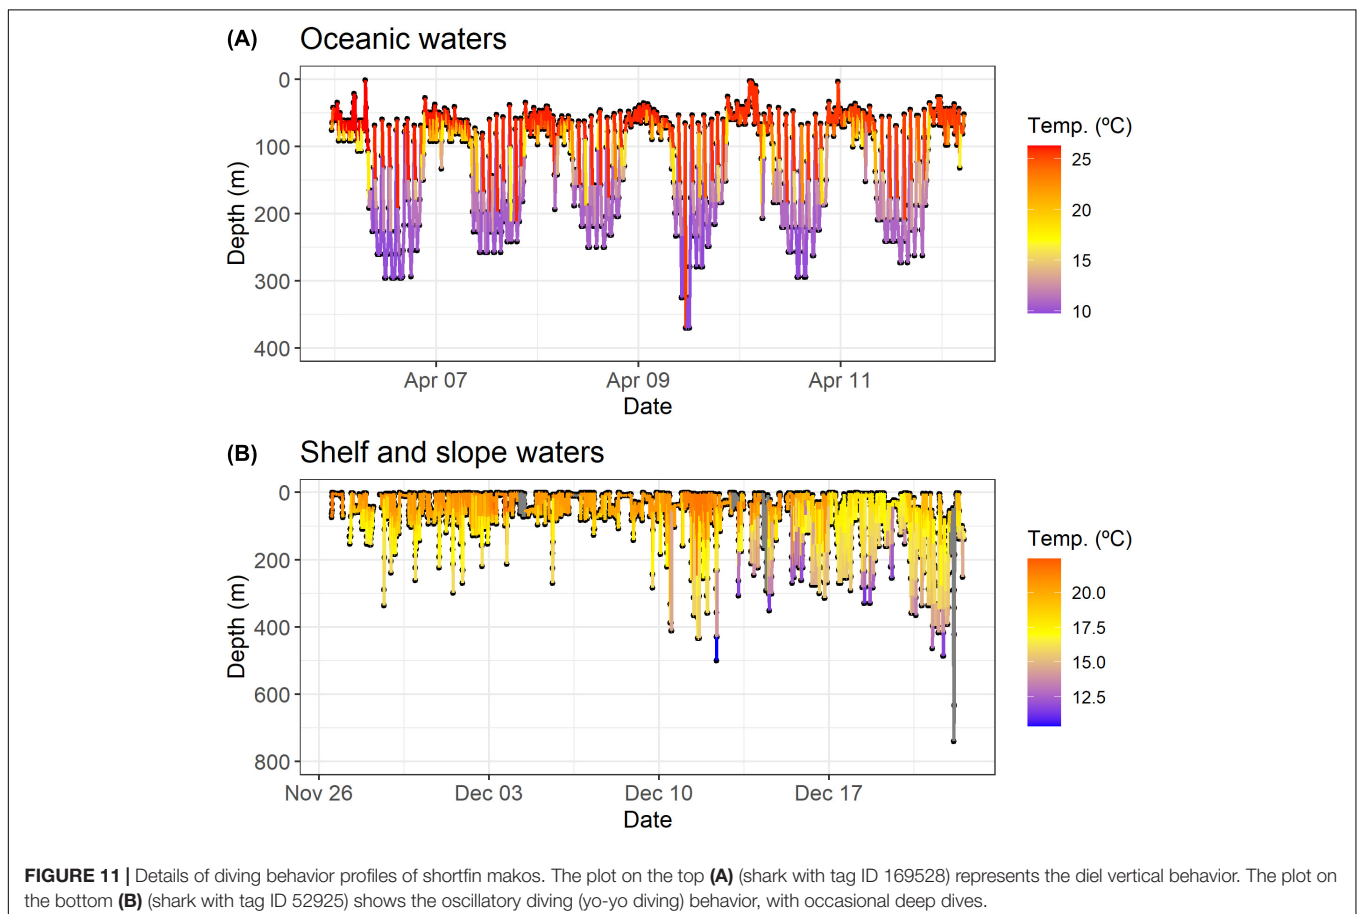 (A) Oceanic waters
0
100
200
300
400
Depth (m)
Apr 07 Apr 09 Apr 11
Date
Temp. (ºC)
25
20
15
10
(B) Shelf and slope waters
0
200
400
600
800
Depth (m)
Nov 26 Dec 03 Dec 10 Dec 17
Date
Temp. (ºC)
20.0
17.5
15.0
12.5
FIGURE 11 | Details of diving behavior profiles of shortfin makos. The plot on the top (A) (shark with tag ID 169528) represents the diel vertical behavior. The plot on
the bottom (B) (shark with tag ID 52925) shows the oscillatory diving (yo-yo diving) behavior, with occasional deep dives.